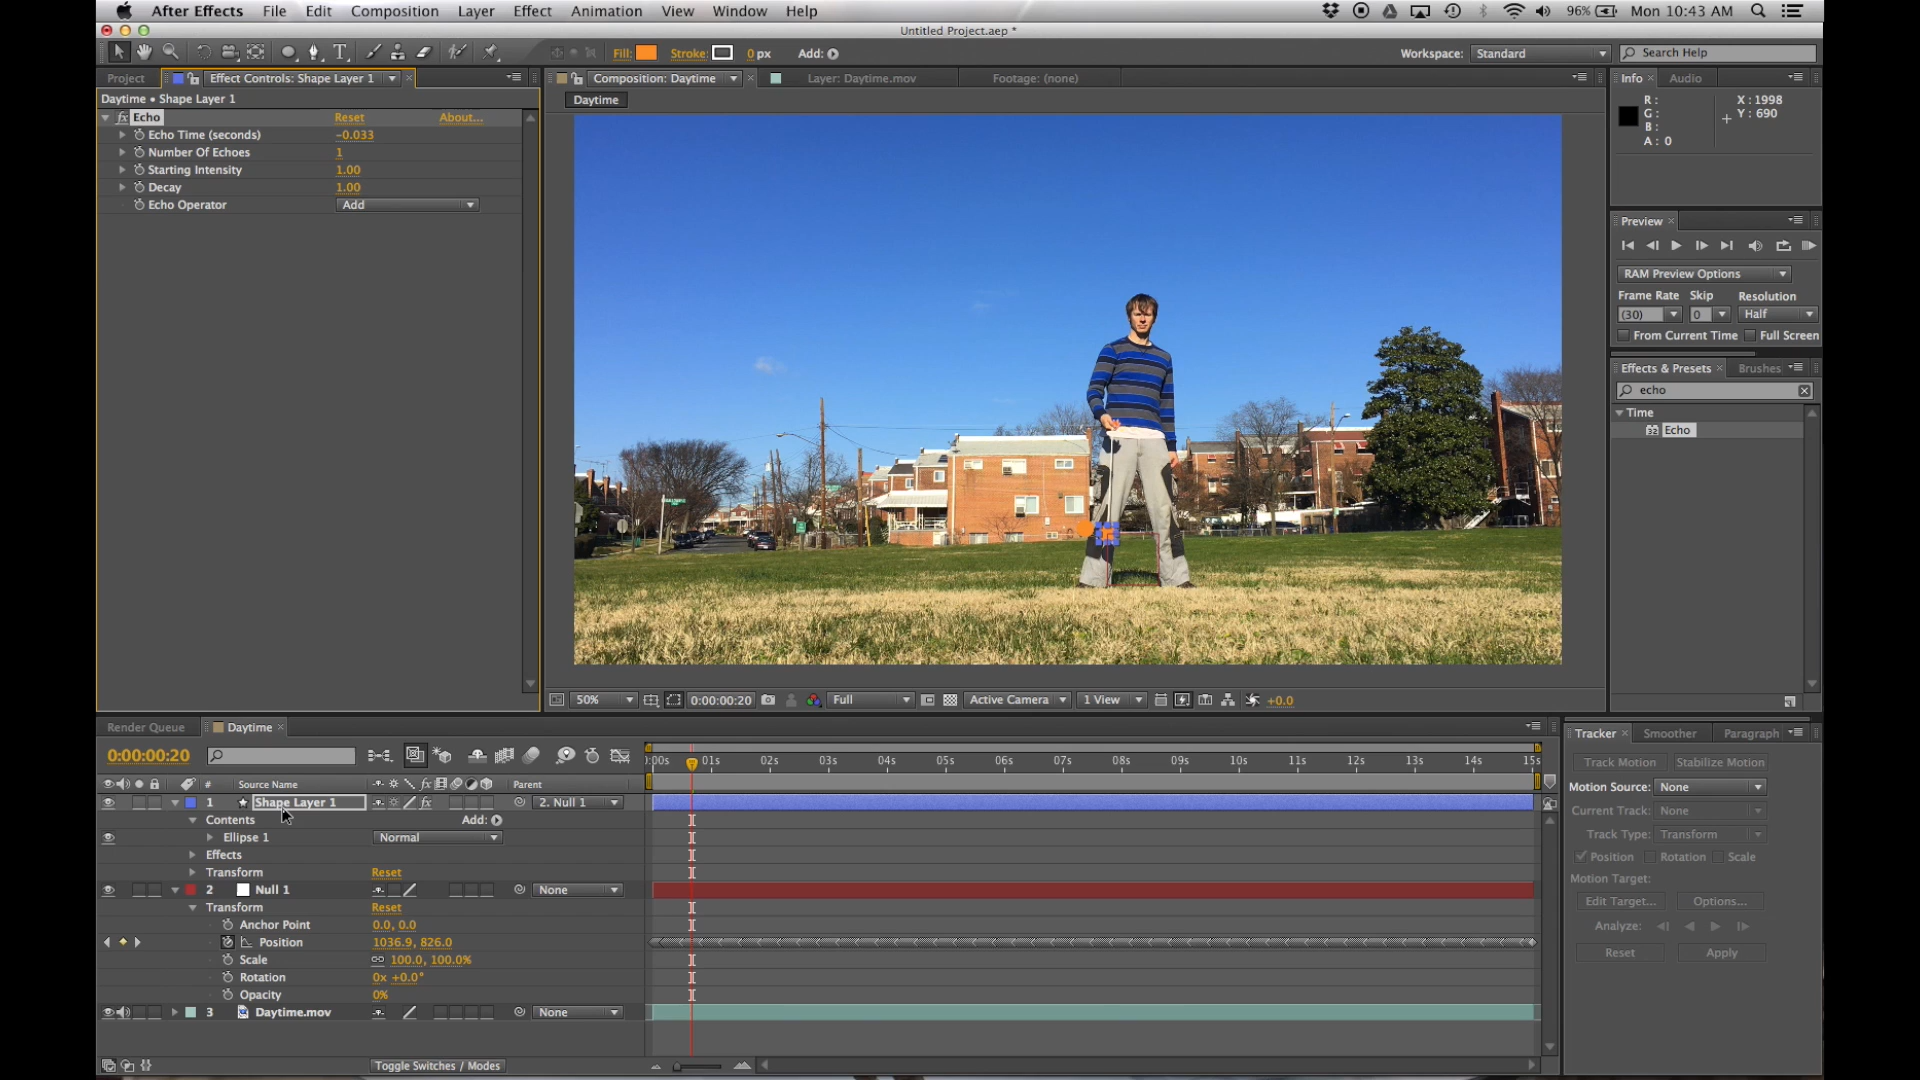 After Effects File Edit Composition Layer Effect Animation View Window Help 96% Mon 10:43 AM
Untitled Project.aep *
Fill: Stroke: 0 px Add: Workspace: Standard Search Help
Project Effect Controls: Shape Layer 1 Composition: Daytime Layer: Daytime.mov Footage: (none) Info Audio
Daytime • Shape Layer 1 Daytime
fx Echo Reset About...
Echo Time (seconds) -0.033
Number Of Echoes 1
Starting Intensity 1.00
Decay 1.00
Echo Operator Add
R: X: 1998
G: Y: 690
B:
A: 0
Preview
RAM Preview Options
Frame Rate Skip Resolution
(30) 0 Half
From Current Time Full Screen
Effects & Presets Brushes
echo
Time
32 Echo
50% 0:00:00:20 Full Active Camera 1 View +0.0
Render Queue Daytime
0:00:00:20
:00s 01s 02s 03s 04s 05s 06s 07s 08s 09s 10s 11s 12s 13s 14s 15s
# Source Name fx Parent
1 Shape Layer 1 fx 2. Null 1
Contents Add:
Ellipse 1 Normal
Effects
Transform Reset
2 Null 1 None
Transform Reset
Anchor Point 0.0, 0.0
Position 1036.9, 826.0
Scale 100.0, 100.0%
Rotation 0x +0.0°
Opacity 0%
3 Daytime.mov None
Toggle Switches / Modes
Tracker Smoother Paragraph
Track Motion Stabilize Motion
Motion Source: None
Current Track: None
Track Type: Transform
Position Rotation Scale
Motion Target:
Edit Target... Options...
Analyze:
Reset Apply